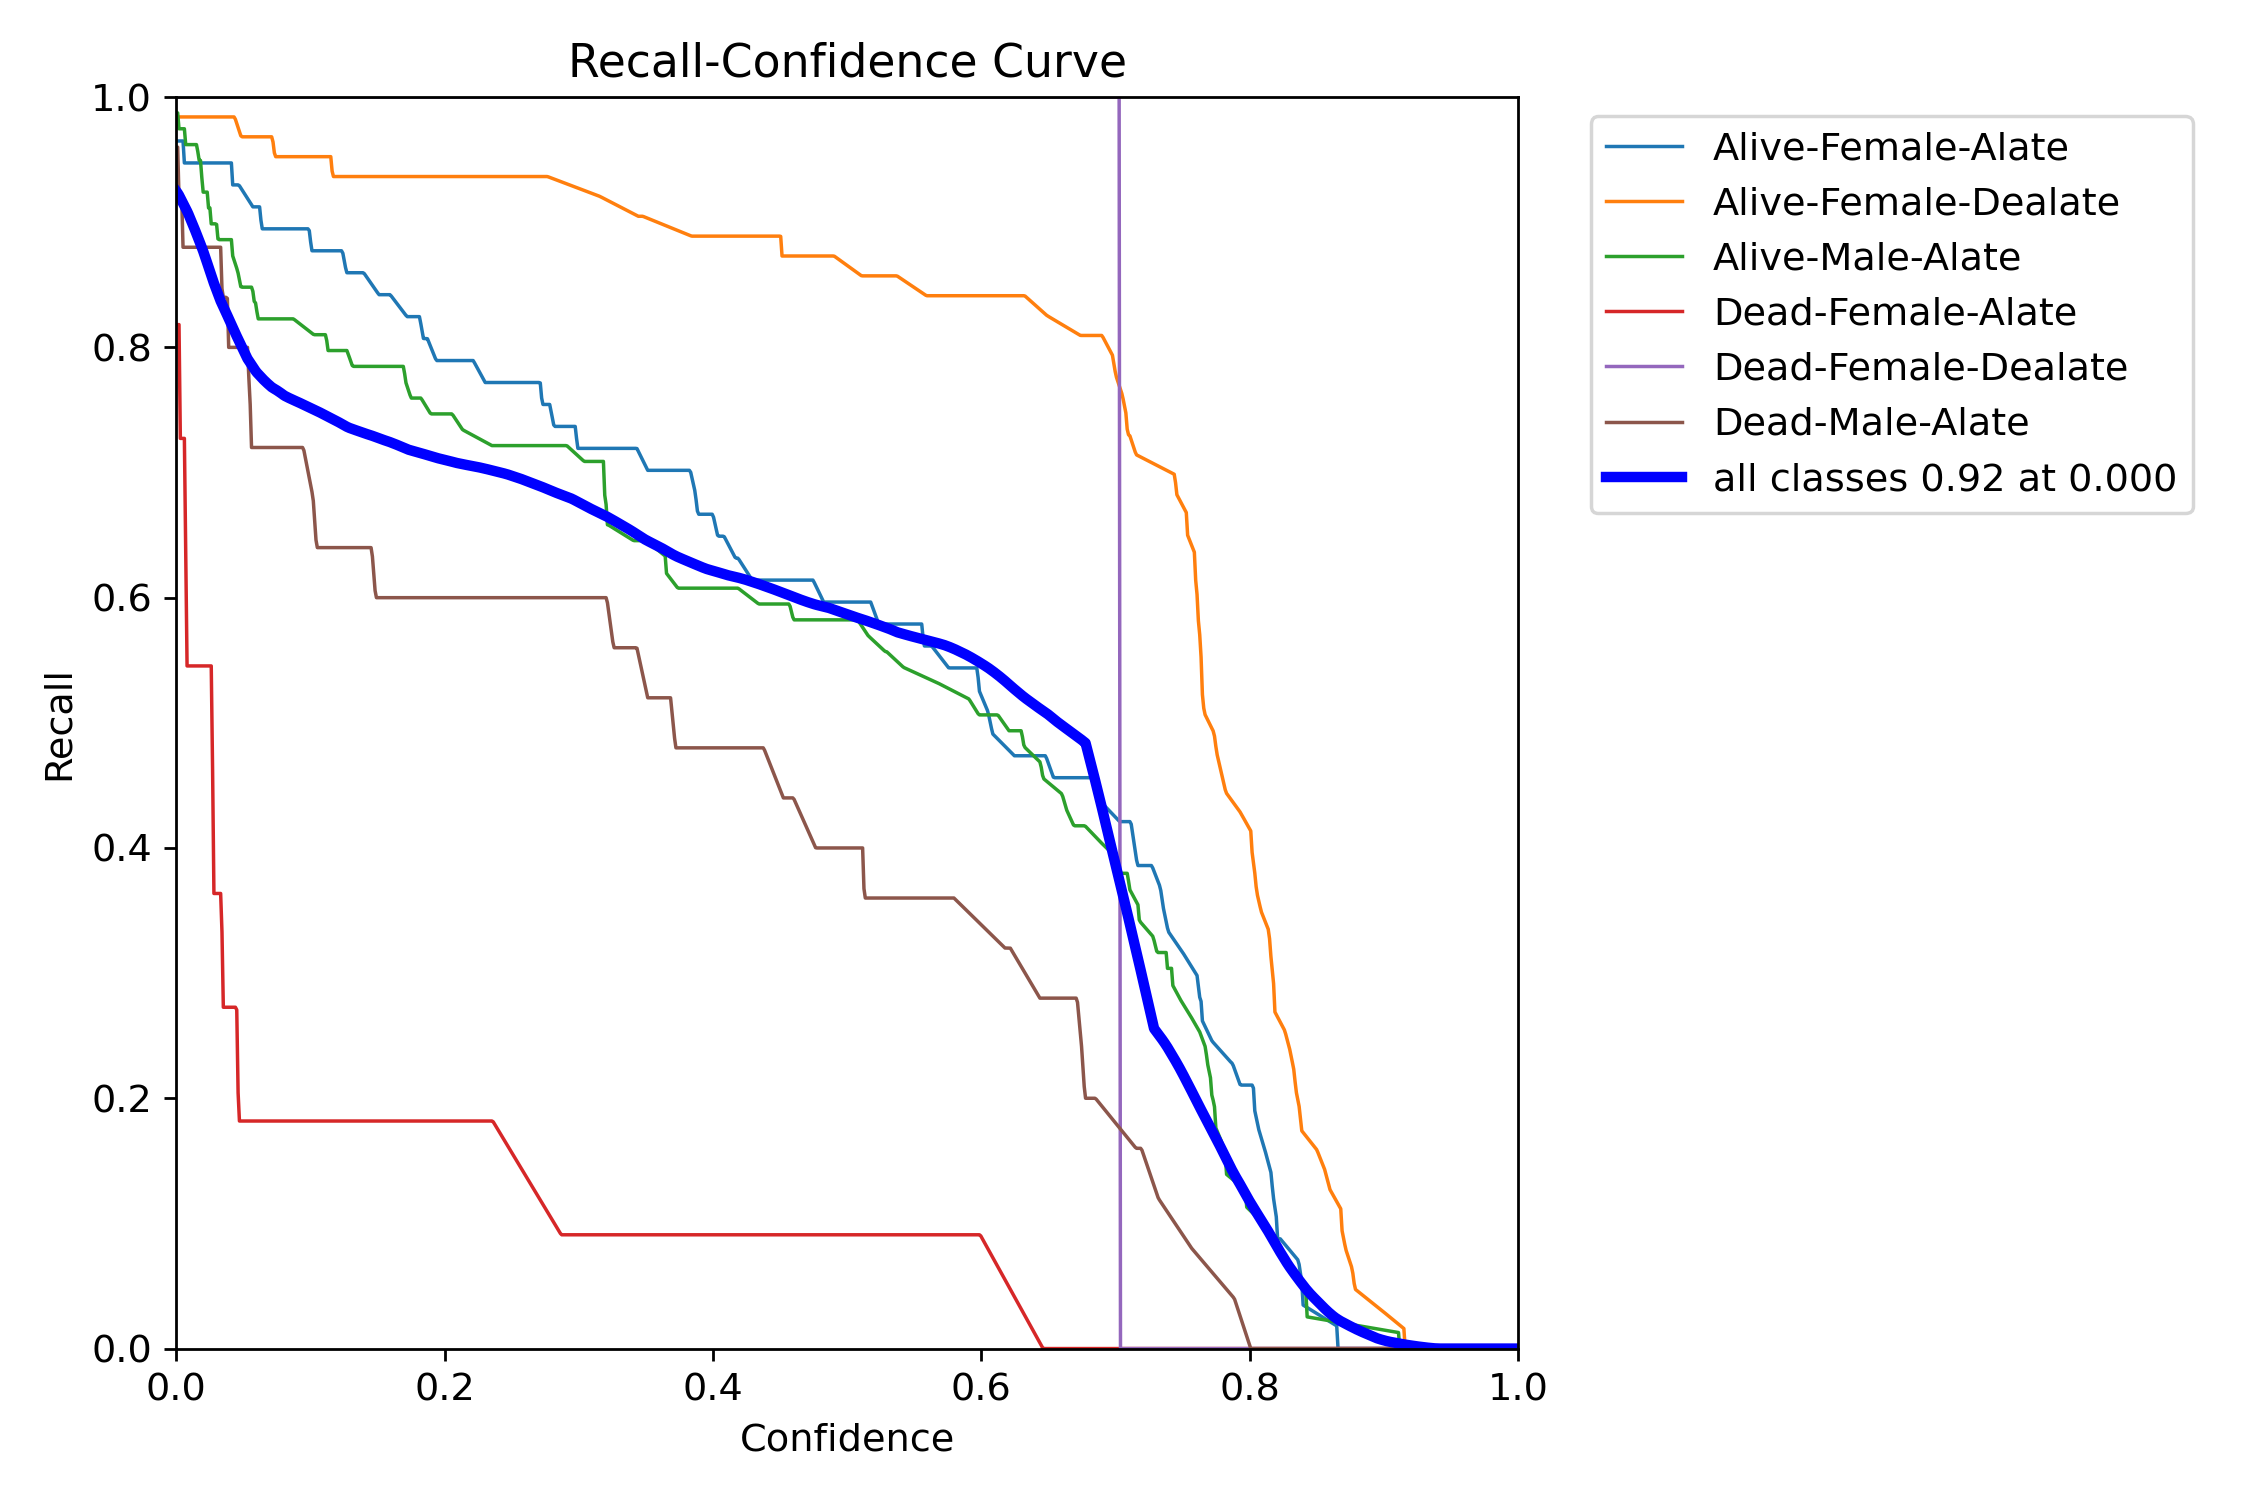 Recall-Confidence Curve
1.0
0.8
0.6
0.4
0.2
0.0
Recall
0.0 0.2 0.4 0.6 0.8 1.0
Confidence
Alive-Female-Alate
Alive-Female-Dealate
Alive-Male-Alate
Dead-Female-Alate
Dead-Female-Dealate
Dead-Male-Alate
all classes 0.92 at 0.000